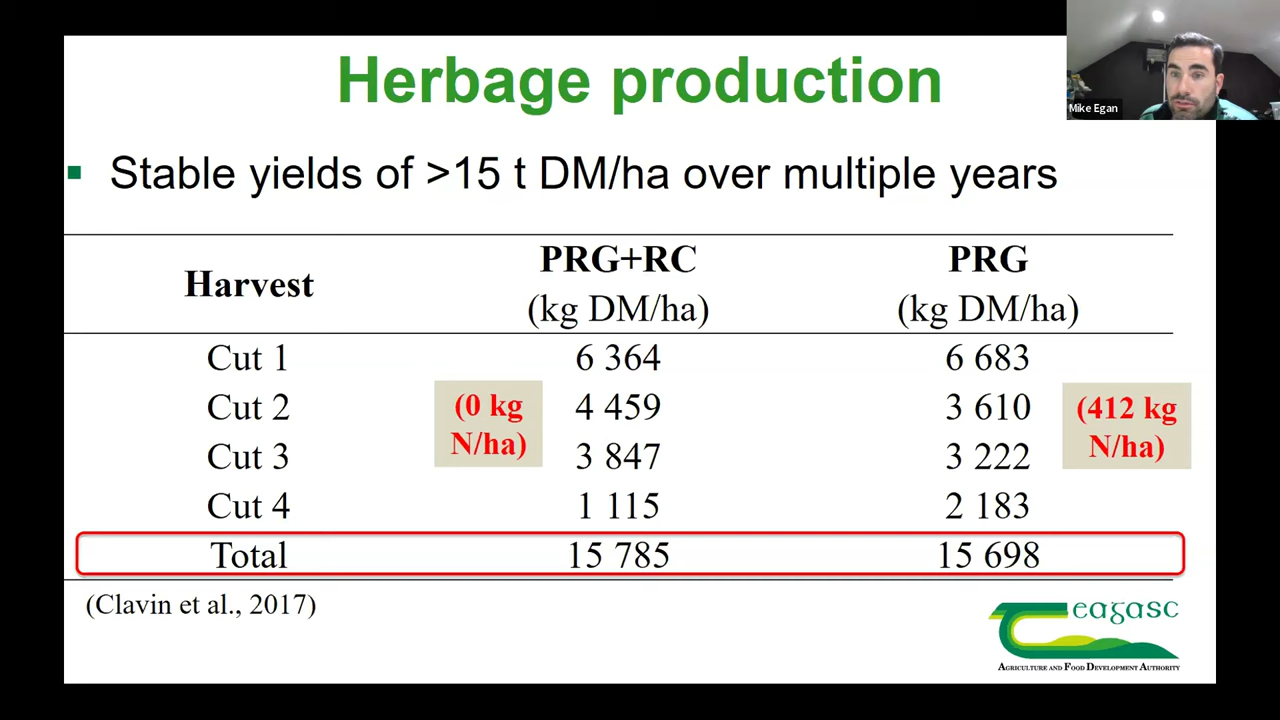 Herbage production
Mike Egan
▪ Stable yields of >15 t DM/ha over multiple years
Harvest PRG+RC (kg DM/ha) PRG (kg DM/ha)
Cut 1 6 364 6 683
Cut 2 4 459 3 610
(0 kg N/ha) (412 kg N/ha)
Cut 3 3 847 3 222
Cut 4 1 115 2 183
Total 15 785 15 698
(Clavin et al., 2017)
eagasc
AGRICULTURE AND FOOD DEVELOPMENT AUTHORITY